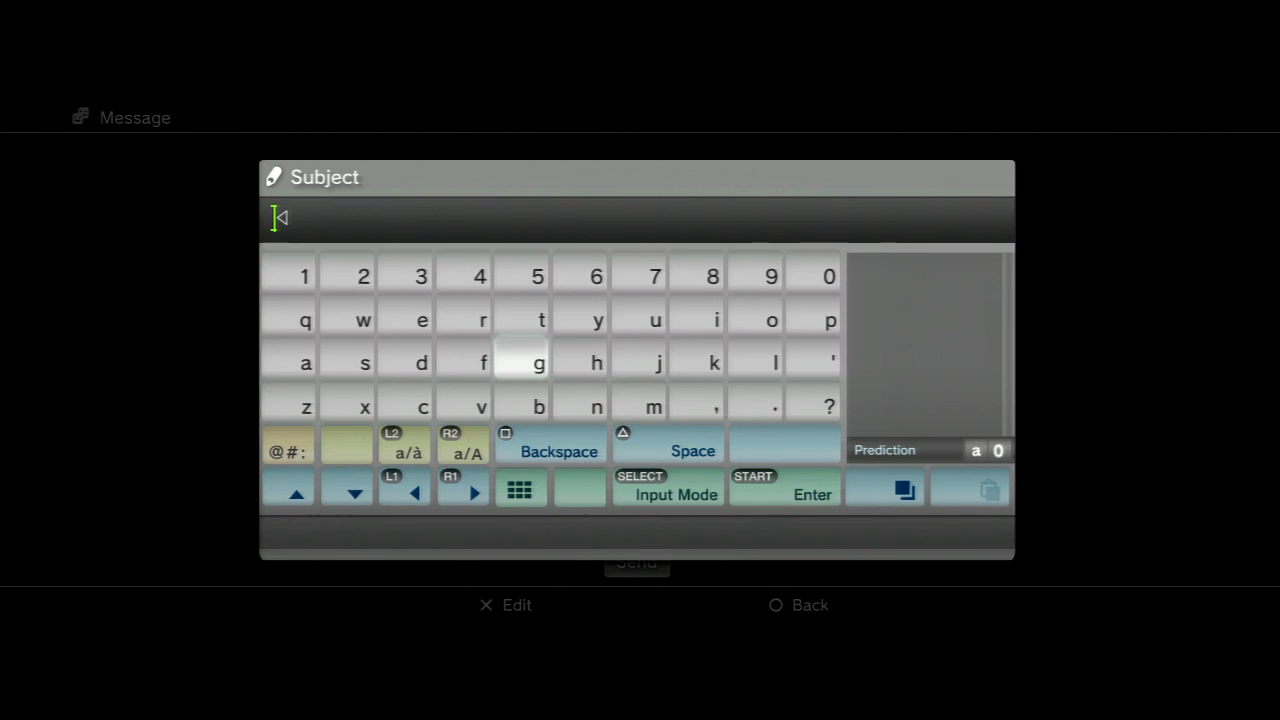 Message
Subject
1 2 3 4 5 6 7 8 9 0
q w e r t y u i o p
a s d f g h j k l '
z x c v b n m , . ?
@#: L2 a/à R2 a/A Backspace Space Prediction a 0
L1 R1 SELECT Input Mode START Enter
Send
Edit Back